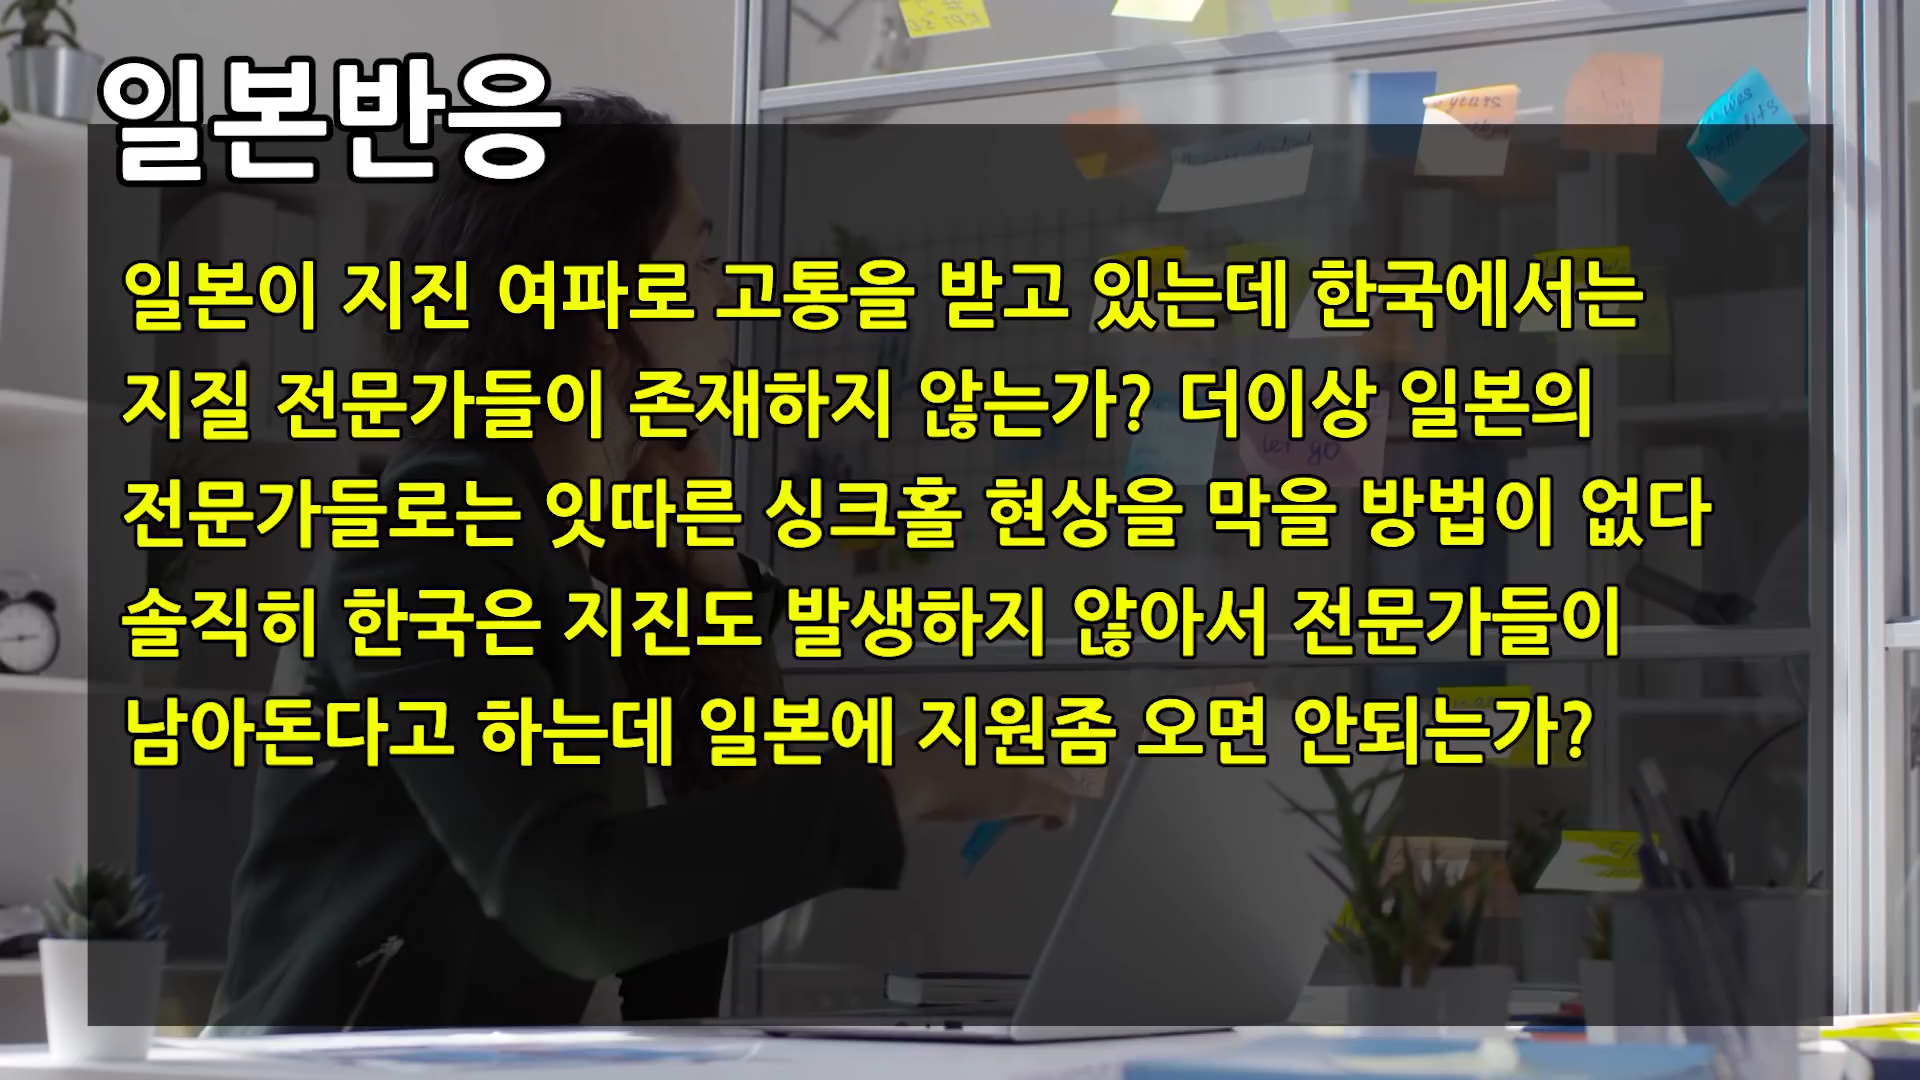 일본반응
일본이 지진 여파로 고통을 받고 있는데 한국에서는
지질 전문가들이 존재하지 않는가? 더이상 일본의
전문가들로는 잇따른 싱크홀 현상을 막을 방법이 없다
솔직히 한국은 지진도 발생하지 않아서 전문가들이
남아돈다고 하는데 일본에 지원좀 오면 안되는가?
years
benefits
let go